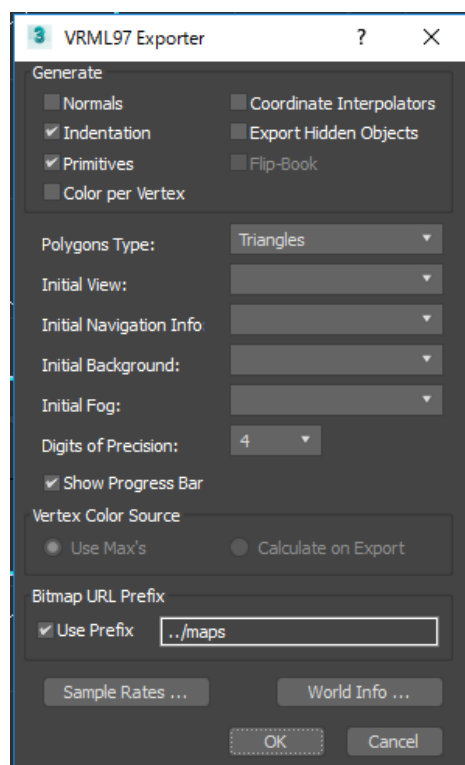 3 VRML97 Exporter ? ×
Generate
Normals Coordinate Interpolators
Indentation Export Hidden Objects
Primitives Flip-Book
Color per Vertex
Polygons Type: Triangles
Initial View:
Initial Navigation Info:
Initial Background:
Initial Fog:
Digits of Precision: 4
Show Progress Bar
Vertex Color Source
Use Max's Calculate on Export
Bitmap URL Prefix
Use Prefix ../maps
Sample Rates ... World Info ...
OK Cancel